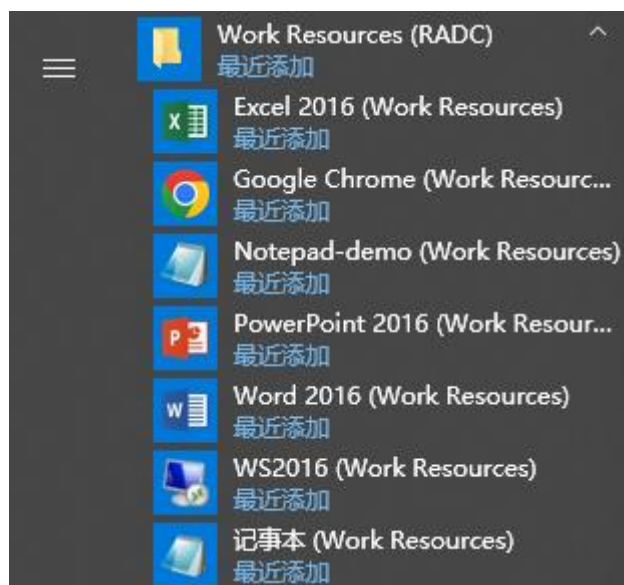 Work Resources (RADC)
最近添加
Excel 2016 (Work Resources)
最近添加
Google Chrome (Work Resourc...
最近添加
Notepad-demo (Work Resources)
最近添加
PowerPoint 2016 (Work Resour...
最近添加
Word 2016 (Work Resources)
最近添加
WS2016 (Work Resources)
最近添加
记事本 (Work Resources)
最近添加